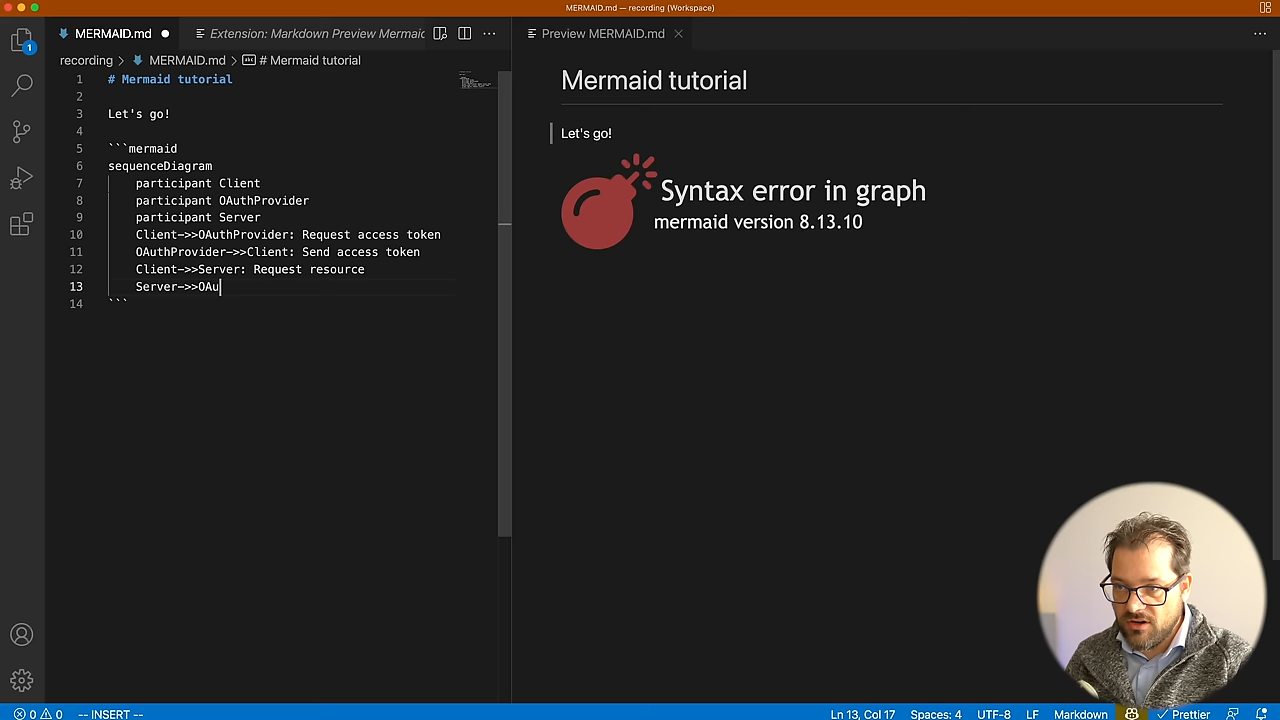 MERMAID.md — recording (Workspace)
MERMAID.md
Extension: Markdown Preview Mermaid
Preview MERMAID.md
recording > MERMAID.md > # Mermaid tutorial
1 # Mermaid tutorial
2
3 Let's go!
4
5 ```mermaid
6 sequenceDiagram
7 participant Client
8 participant OAuthProvider
9 participant Server
10 Client->>OAuthProvider: Request access token
11 OAuthProvider->>Client: Send access token
12 Client->>Server: Request resource
13 Server->>OAu
14 ```
Mermaid tutorial
Let's go!
Syntax error in graph
mermaid version 8.13.10
1
0 0 -- INSERT --
Ln 13, Col 17 Spaces: 4 UTF-8 LF Markdown Prettier